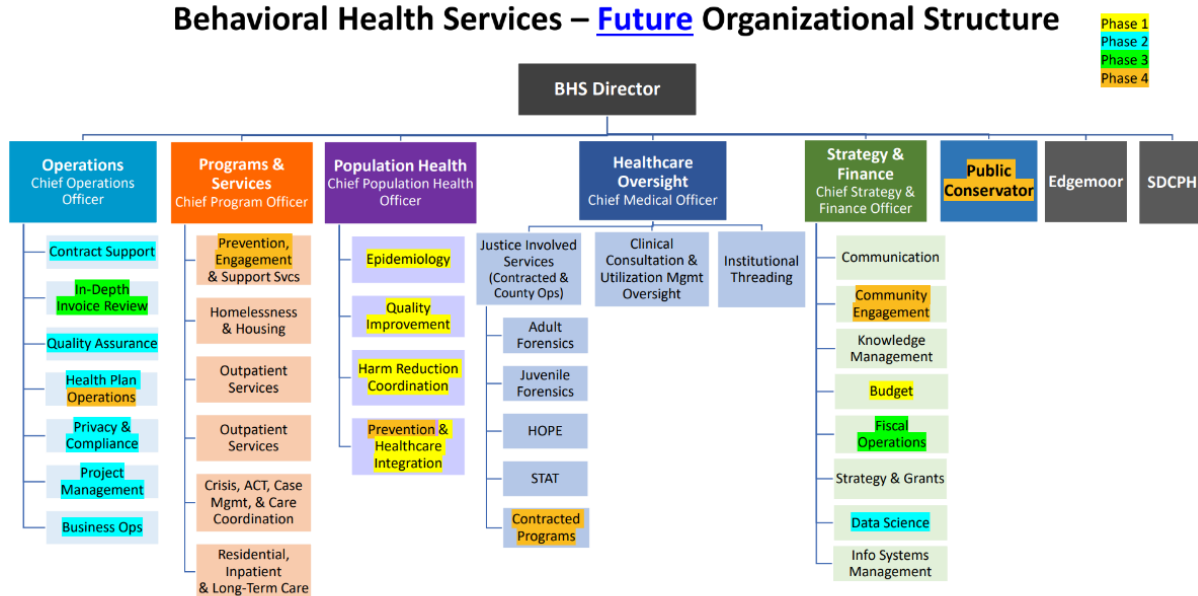 Behavioral Health Services – Future Organizational Structure
Phase 1
Phase 2
Phase 3
Phase 4
BHS Director
Operations
Chief Operations
Officer
Contract Support
In-Depth
Invoice Review
Quality Assurance
Health Plan
Operations
Privacy &
Compliance
Project
Management
Business Ops
Programs &
Services
Chief Program Officer
Prevention,
Engagement
& Support Svcs
Homelessness
& Housing
Outpatient
Services
Outpatient
Services
Crisis, ACT, Case
Mgmt, & Care
Coordination
Residential,
Inpatient
& Long-Term Care
Population Health
Chief Population Health
Officer
Epidemiology
Quality
Improvement
Harm Reduction
Coordination
Prevention &
Healthcare
Integration
Healthcare
Oversight
Chief Medical Officer
Justice Involved
Services
(Contracted &
County Ops)
Adult
Forensics
Juvenile
Forensics
HOPE
STAT
Contracted
Programs
Clinical
Consultation &
Utilization Mgmt
Oversight
Institutional
Threading
Strategy &
Finance
Chief Strategy &
Finance Officer
Communication
Community
Engagement
Knowledge
Management
Budget
Fiscal
Operations
Strategy & Grants
Data Science
Info Systems
Management
Public
Conservator
Edgemoor
SDCPH